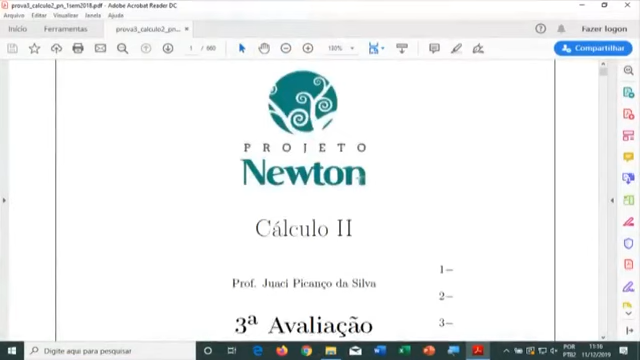 prova3_calculo2_pn_1sem2018.pdf - Adobe Acrobat Reader DC
Arquivo Editar Visualizar Janela Ajuda
Início Ferramentas prova3_calculo2_pn_... × Fazer logon
1 / 660 130% Compartilhar
PROJETO
Newton
Cálculo II
1–
Prof. Juaci Picanço da Silva
2–
3ª Avaliação
3–
Digite aqui para pesquisar
POR 11:16
PTB2 11/12/2019